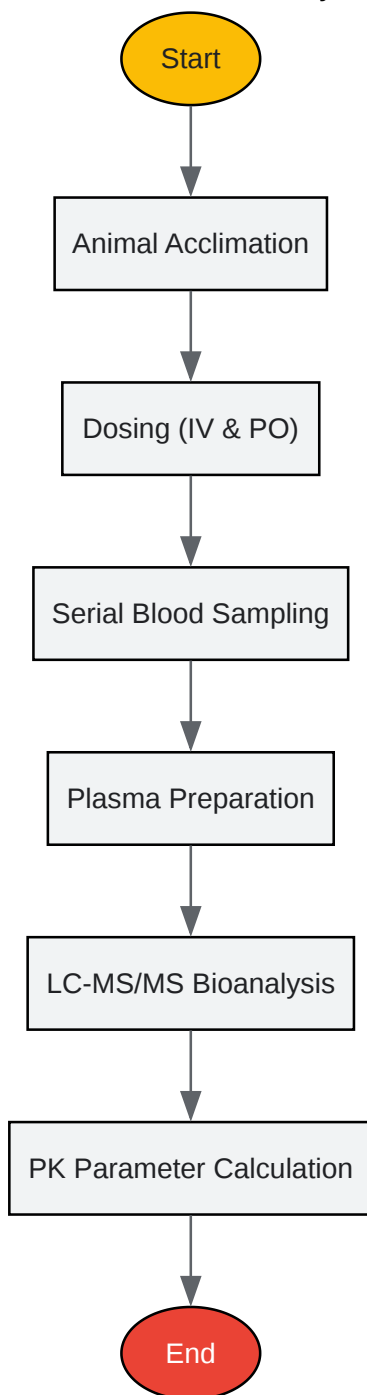 Start
Animal Acclimation
Dosing (IV & PO)
Serial Blood Sampling
Plasma Preparation
LC-MS/MS Bioanalysis
PK Parameter Calculation
End